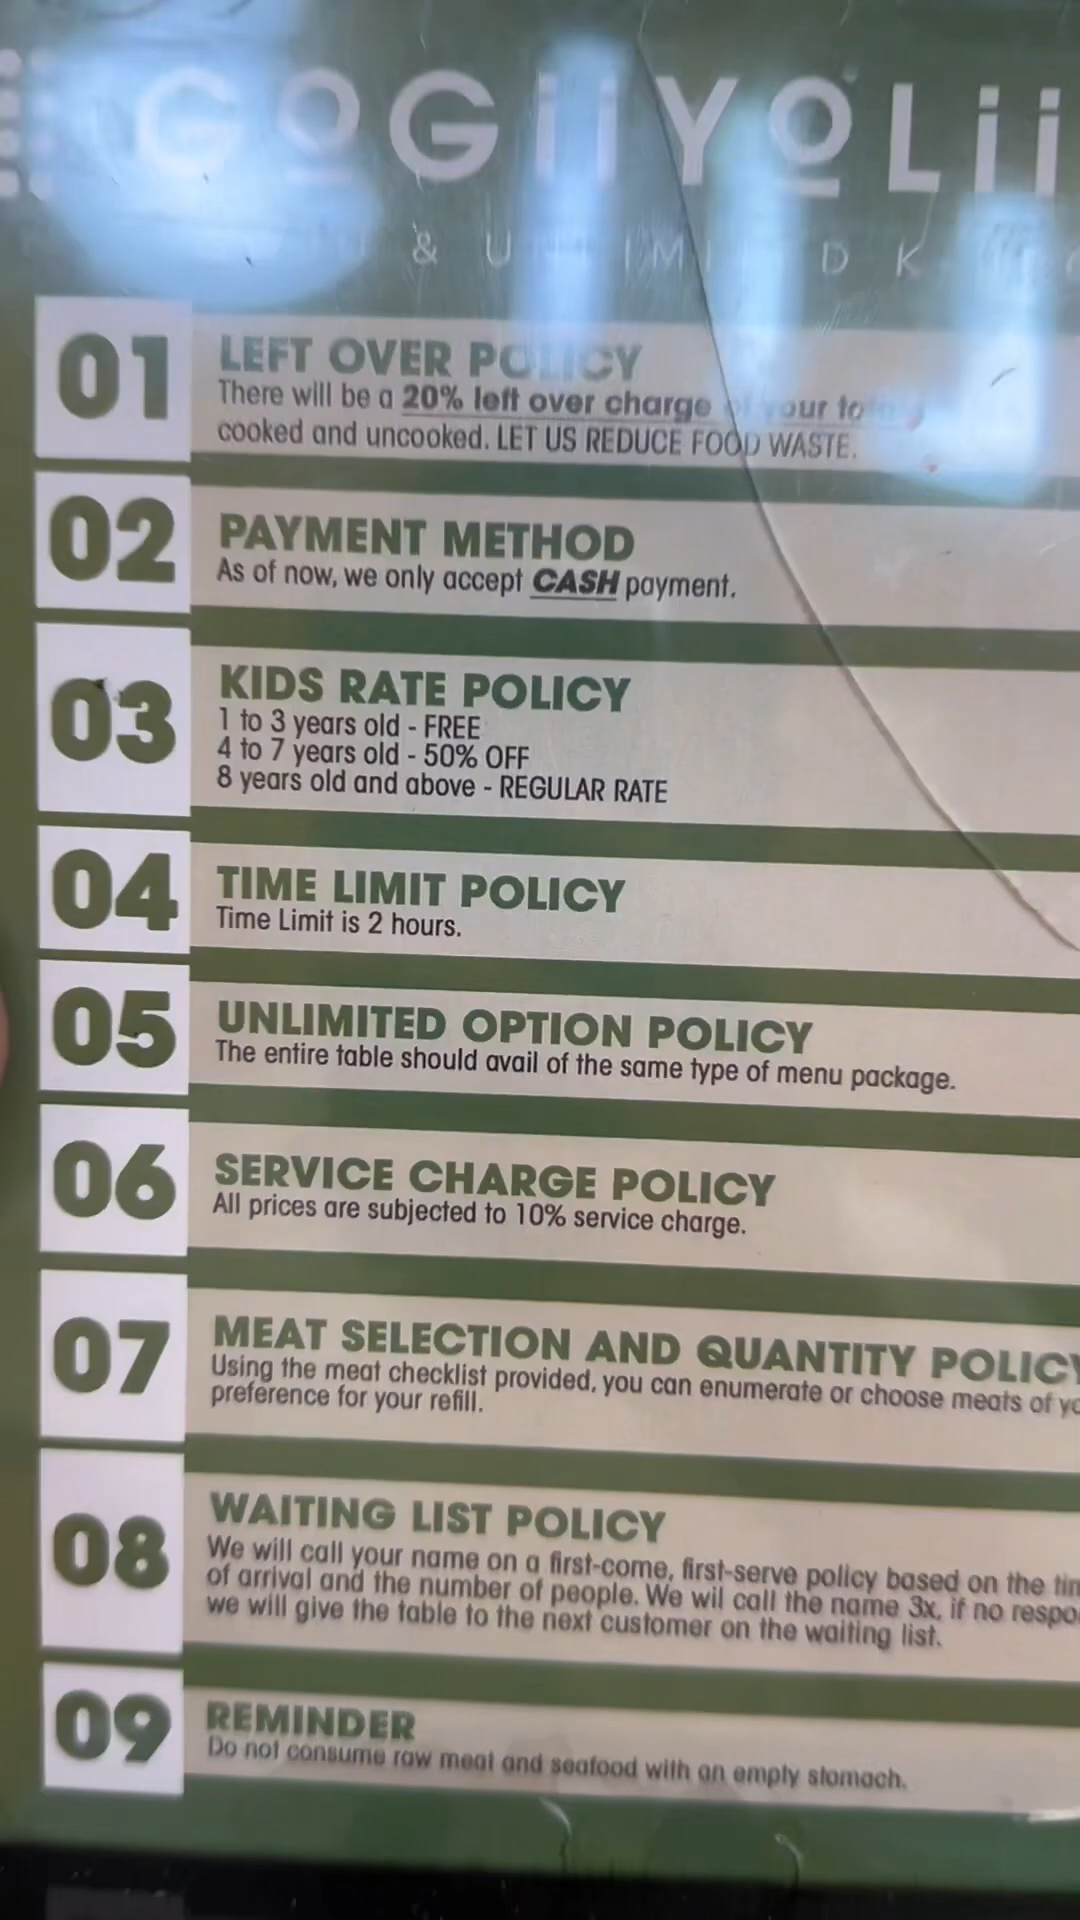 GOGiiYOLii
& U IMI D K
01
LEFT OVER POLICY
There will be a 20% left over charge of your
cooked and uncooked. LET US REDUCE FOOD WASTE.
02
PAYMENT METHOD
As of now, we only accept CASH payment.
03
KIDS RATE POLICY
1 to 3 years old - FREE
4 to 7 years old - 50% OFF
8 years old and above - REGULAR RATE
04
TIME LIMIT POLICY
Time Limit is 2 hours.
05
UNLIMITED OPTION POLICY
The entire table should avail of the same type of menu package.
06
SERVICE CHARGE POLICY
All prices are subjected to 10% service charge.
07
MEAT SELECTION AND QUANTITY POLICY
Using the meat checklist provided, you can enumerate or choose meats of yo
preference for your refill.
08
WAITING LIST POLICY
We will call your name on a first-come, first-serve policy based on the tim
of arrival and the number of people. We wil call the name 3x, if no respo
we will give the table to the next customer on the waiting list.
09
REMINDER
Do not consume raw meat and seafood with an empty stomach.